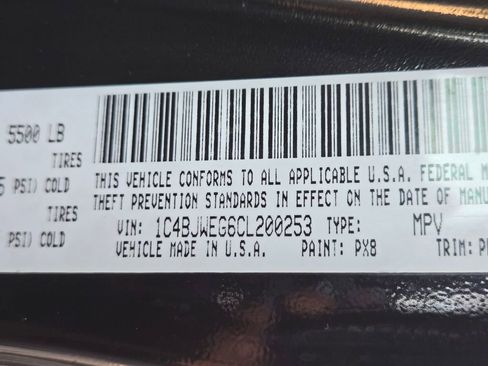 5500 LB
TIRES
5 PSI) COLD
TIRES
PSI) COLD
THIS VEHICLE CONFORMS TO ALL APPLICABLE U.S.A. FEDERAL M
THEFT PREVENTION STANDARDS IN EFFECT ON THE DATE OF MANU
VIN: 1C4BJWEG6CL200253 TYPE: MPV
VEHICLE MADE IN U.S.A. PAINT: PX8 TRIM: P